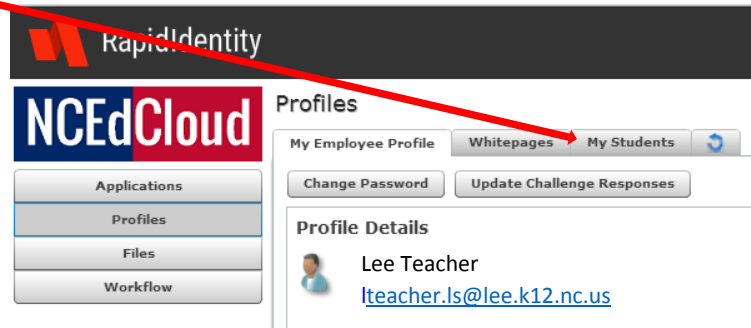 RapidIdentity
NCEdCloud
Profiles
My Employee Profile Whitepages My Students
Change Password Update Challenge Responses
Applications
Profiles
Files
Workflow
Profile Details
Lee Teacher
lteacher.ls@lee.k12.nc.us